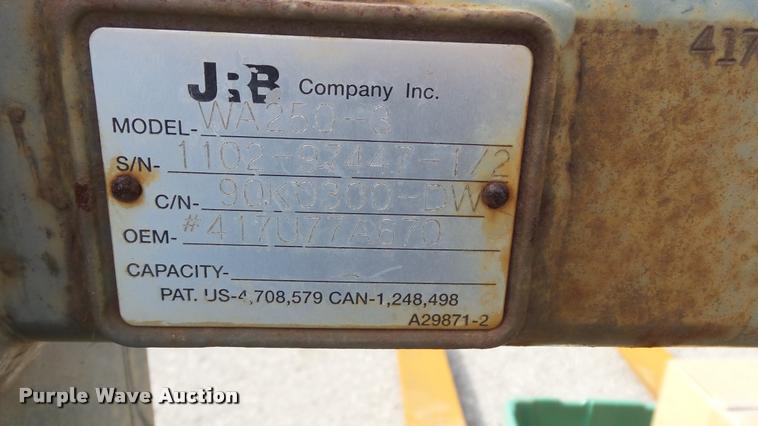 JRB Company Inc.
417
MODEL-WA250-3
S/N-1102-97447-1/2
C/N-90K0300-DW
OEM-#417U77A670
CAPACITY-
PAT. US-4,708,579 CAN-1,248,498
A29871-2
Purple Wave Auction